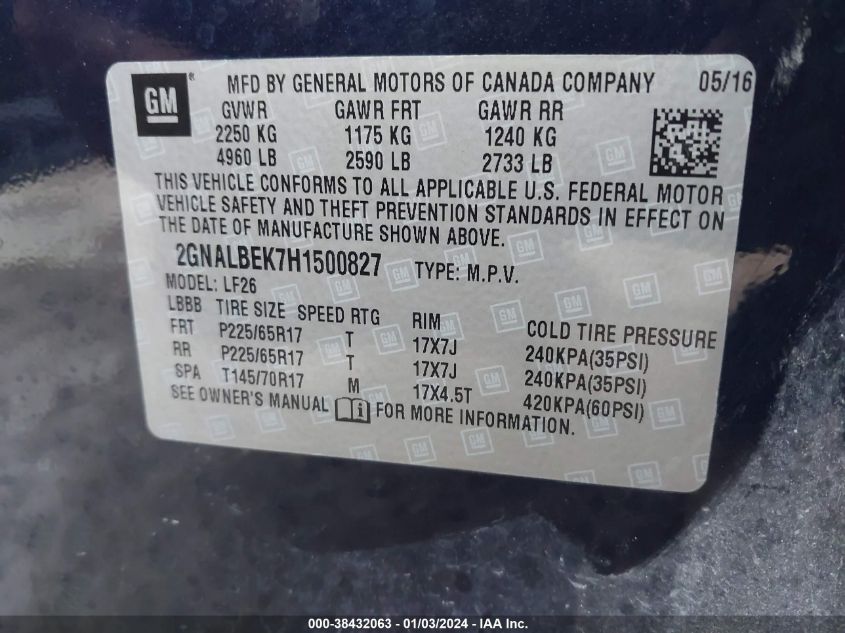 GM ® MFD BY GENERAL MOTORS OF CANADA COMPANY 05/16
GVWR GAWR FRT GAWR RR
2250 KG 1175 KG 1240 KG
4960 LB 2590 LB 2733 LB
THIS VEHICLE CONFORMS TO ALL APPLICABLE U.S. FEDERAL MOTOR
VEHICLE SAFETY AND THEFT PREVENTION STANDARDS IN EFFECT ON
THE DATE OF MANUFACTURE SHOWN ABOVE.
2GNALBEK7H1500827 TYPE: M.P.V.
MODEL: LF26
LBBB TIRE SIZE SPEED RTG RIM COLD TIRE PRESSURE
FRT P225/65R17 T 17X7J 240KPA(35PSI)
RR P225/65R17 T 17X7J 240KPA(35PSI)
SPA T145/70R17 M 17X4.5T 420KPA(60PSI)
SEE OWNER'S MANUAL FOR MORE INFORMATION.
000-38432063 - 01/03/2024 - IAA Inc.